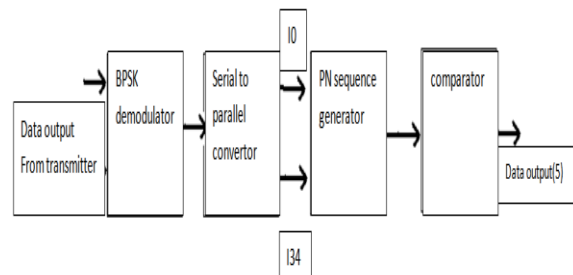 Data output
From transmitter
BPSK
demodulator
Serial to
parallel
convertor
I0
I34
PN sequence
generator
comparator
Data output(5)